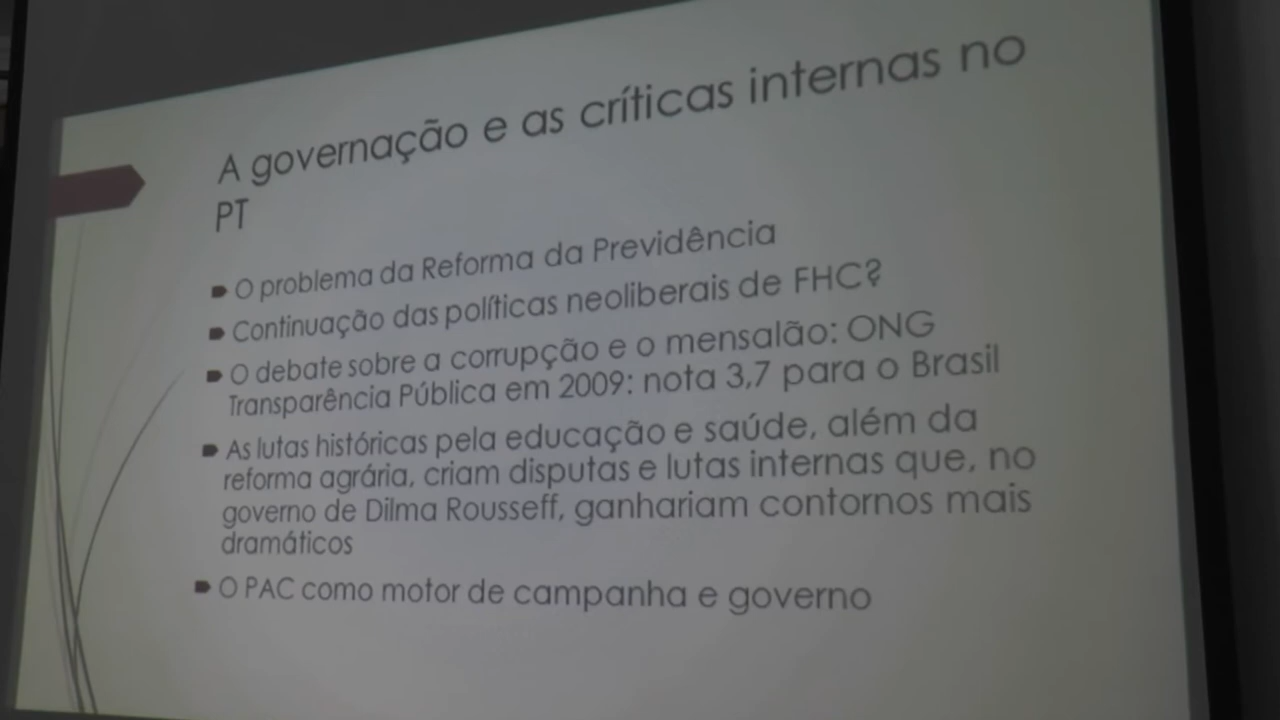 A governação e as críticas internas no
PT
O problema da Reforma da Previdência
Continuação das políticas neoliberais de FHC?
O debate sobre a corrupção e o mensalão: ONG
Transparência Pública em 2009: nota 3,7 para o Brasil
As lutas históricas pela educação e saúde, além da
reforma agrária, criam disputas e lutas internas que, no
governo de Dilma Rousseff, ganhariam contornos mais
dramáticos
O PAC como motor de campanha e governo